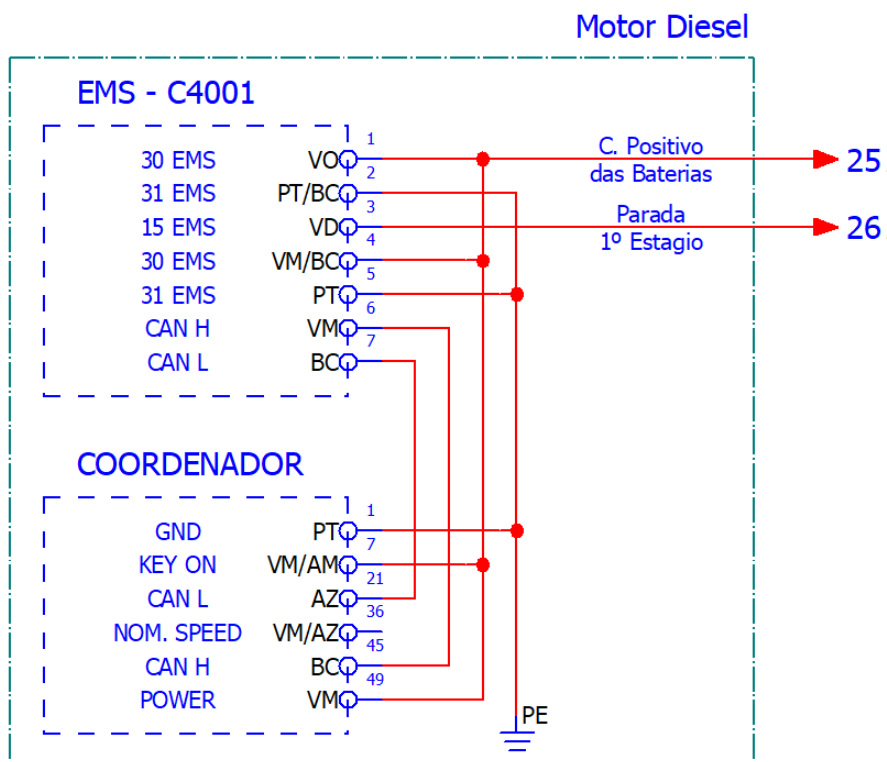 Motor Diesel
EMS - C4001
1
30 EMS VO
C. Positivo
das Baterias
25
2
31 EMS PT/BC
3
15 EMS VD
Parada
1º Estagio
26
4
30 EMS VM/BC
5
31 EMS PT
6
CAN H VM
7
CAN L BC
COORDENADOR
1
GND PT
7
KEY ON VM/AM
21
CAN L AZ
36
NOM. SPEED VM/AZ
45
CAN H BC
49
POWER VM
PE